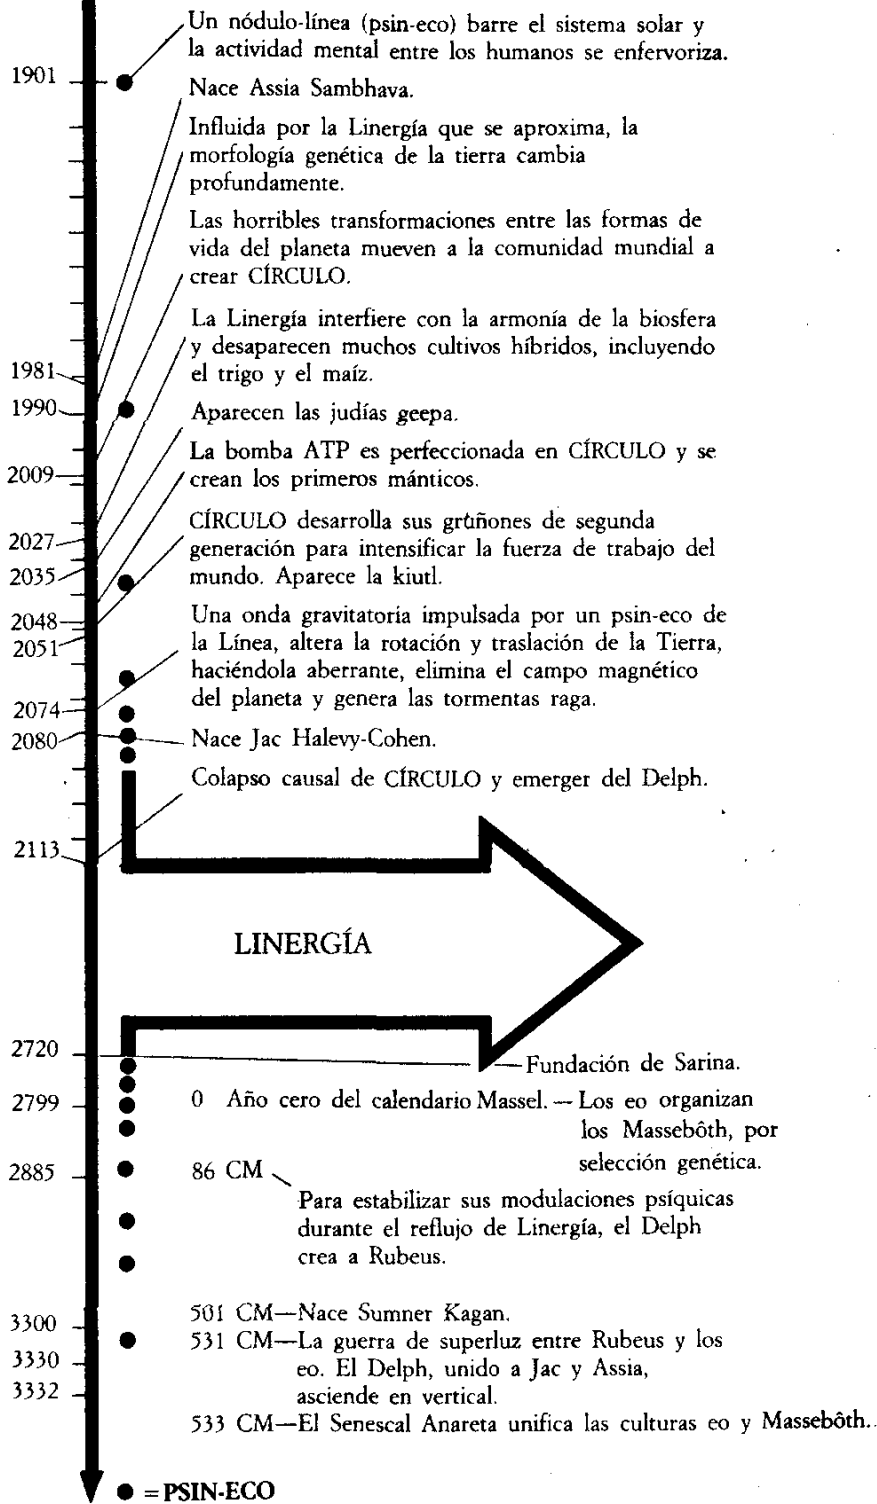 Un nódulo-línea (psin-eco) barre el sistema solar y
la actividad mental entre los humanos se enfervoriza.
1901
Nace Assia Sambhava.
Influida por la Linergía que se aproxima, la
morfología genética de la tierra cambia
profundamente.
Las horribles transformaciones entre las formas de
vida del planeta mueven a la comunidad mundial a
crear CÍRCULO.
La Linergía interfiere con la armonía de la biosfera
y desaparecen muchos cultivos híbridos, incluyendo
el trigo y el maíz.
1981
1990
Aparecen las judías geepa.
La bomba ATP es perfeccionada en CÍRCULO y se
crean los primeros mánticos.
2009
CÍRCULO desarrolla sus gruñones de segunda
generación para intensificar la fuerza de trabajo del
mundo. Aparece la kiutl.
2027
2035
2048
2051
Una onda gravitatoria impulsada por un psin-eco de
la Línea, altera la rotación y traslación de la Tierra,
haciéndola aberrante, elimina el campo magnético
del planeta y genera las tormentas raga.
2074
2080
Nace Jac Halevy-Cohen.
Colapso causal de CÍRCULO y emerger del Delph.
2113
LINERGÍA
2720
Fundación de Sarina.
2799
0 Año cero del calendario Massel. — Los eo organizan
los Massebôth, por
selección genética.
2885
86 CM
Para estabilizar sus modulaciones psíquicas
durante el reflujo de Linergía, el Delph
crea a Rubeus.
3300
501 CM—Nace Sumner Kagan.
3330
531 CM—La guerra de superluz entre Rubeus y los
eo. El Delph, unido a Jac y Assia,
asciende en vertical.
3332
533 CM—El Senescal Anareta unifica las culturas eo y Massebôth.
● = PSIN-ECO